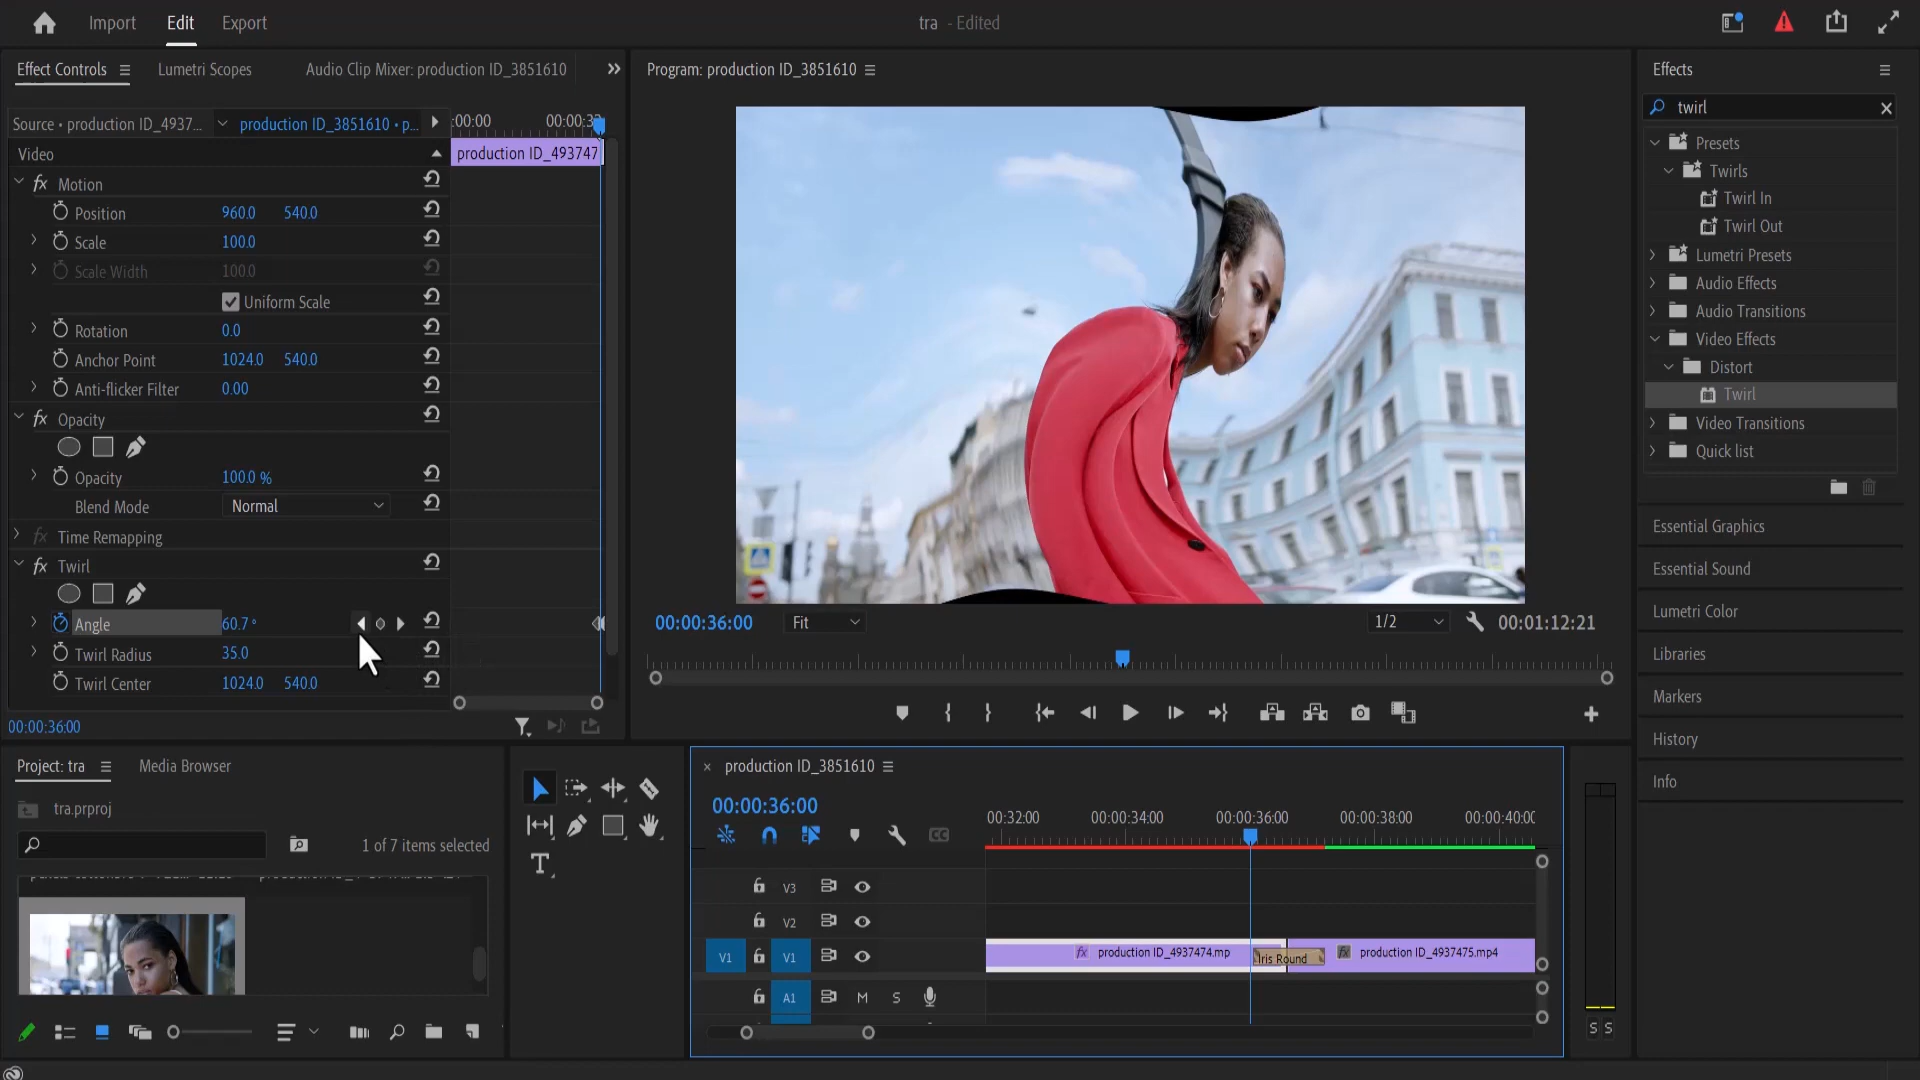 Import Edit Export
tra - Edited
Effect Controls Lumetri Scopes Audio Clip Mixer: production ID_3851610
Source • production ID_4937... production ID_3851610 • p...
:00:00
Video
production ID_493747
Motion
Position 960.0 540.0
Scale 100.0
Scale Width 100.0
Uniform Scale
Rotation 0.0
Anchor Point 1024.0 540.0
Anti-flicker Filter 0.00
Opacity
Opacity 100.0 %
Blend Mode Normal
Time Remapping
Twirl
Angle 60.7 °
Twirl Radius 35.0
Twirl Center 1024.0 540.0
00:00:36:00
Program: production ID_3851610
00:00:36:00 Fit 1/2 00:01:12:21
Effects
twirl
Presets
Twirls
Twirl In
Twirl Out
Lumetri Presets
Audio Effects
Audio Transitions
Video Effects
Distort
Twirl
Video Transitions
Quick list
Essential Graphics
Essential Sound
Lumetri Color
Libraries
Markers
History
Info
Project: tra Media Browser
tra.prproj
1 of 7 items selected
production ID_3851610
00:00:36:00
00:32:00 00:00:34:00 00:00:36:00 00:00:38:00 00:00:40:00
V3
V2
V1 V1
fx production ID_4937474.mp
Iris Round
fx production ID_4937475.mp4
A1 M S
S S